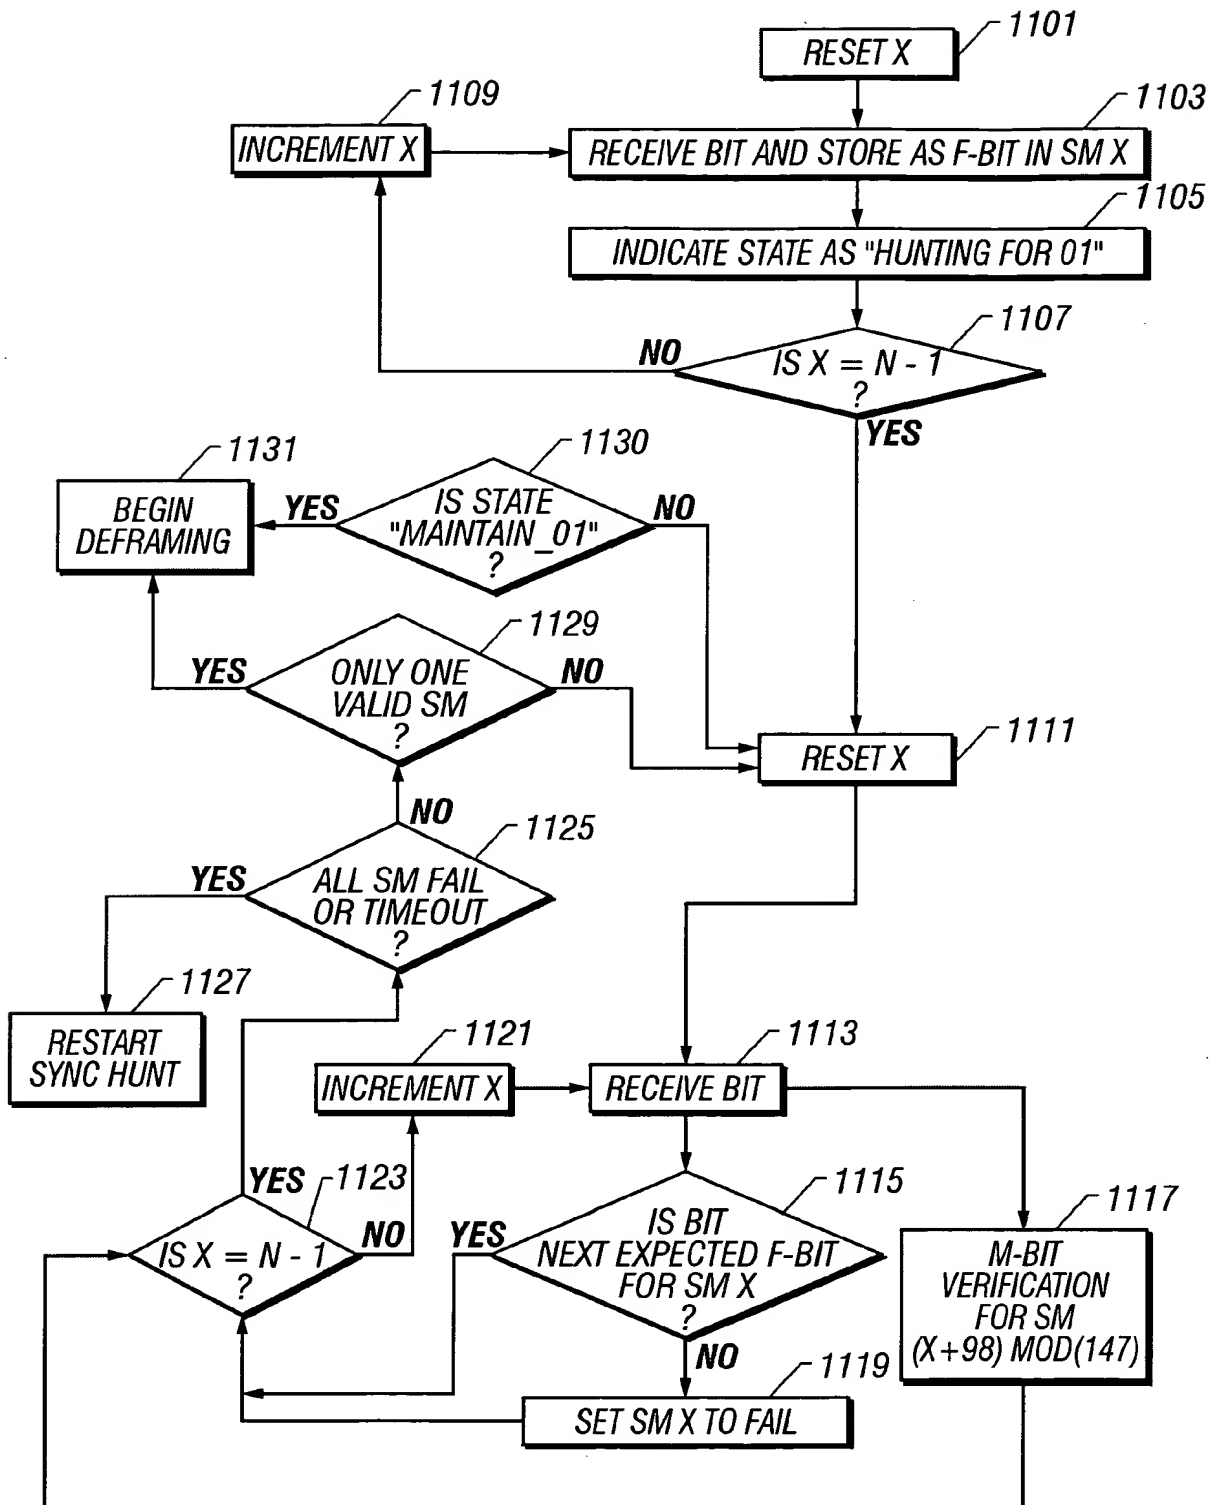 1101
RESET X
1109
1103
INCREMENT X
RECEIVE BIT AND STORE AS F-BIT IN SM X
1105
INDICATE STATE AS "HUNTING FOR 01"
1107
NO
IS X = N - 1
?
YES
1130
1131
BEGIN
DEFRAMING
YES
IS STATE
"MAINTAIN_01"
?
NO
1129
YES
ONLY ONE
VALID SM
?
NO
1111
RESET X
NO
1125
YES
ALL SM FAIL
OR TIMEOUT
?
1127
RESTART
SYNC HUNT
1121
INCREMENT X
1113
RECEIVE BIT
YES
1123
IS X = N - 1
?
NO
1115
YES
IS BIT
NEXT EXPECTED F-BIT
FOR SM X
?
NO
1117
M-BIT
VERIFICATION
FOR SM
(X+98) MOD(147)
1119
SET SM X TO FAIL